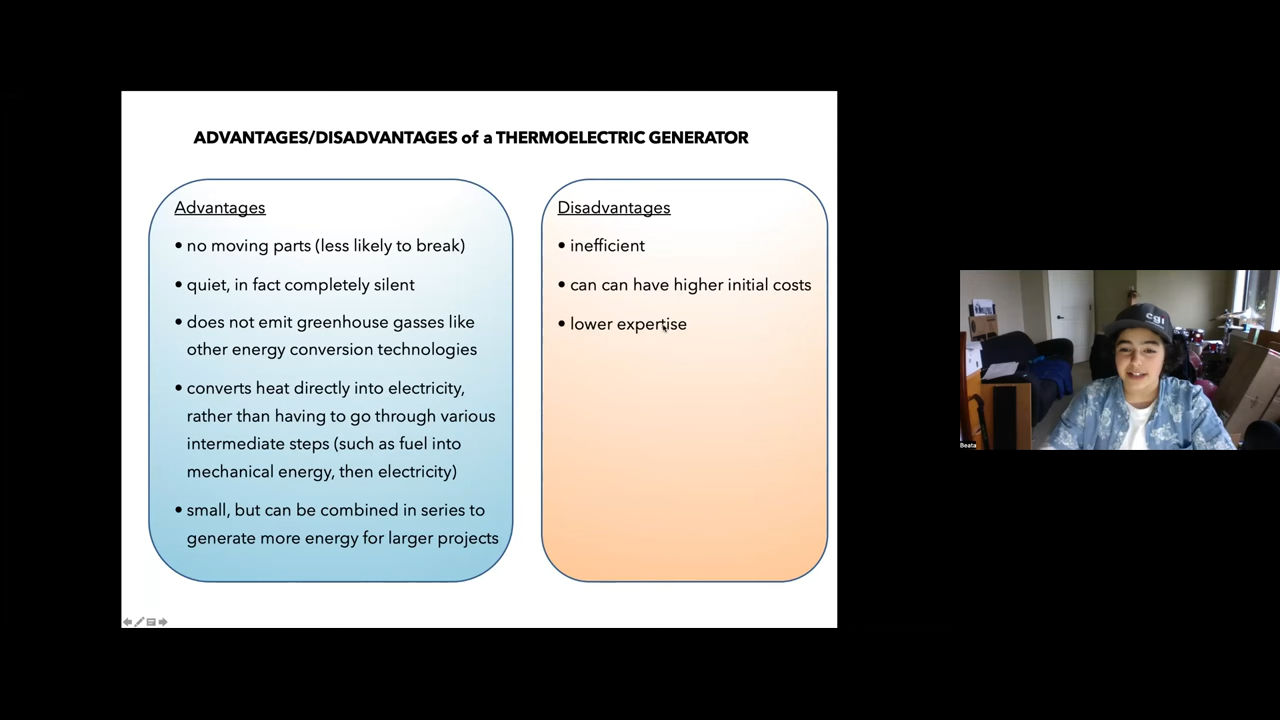 ADVANTAGES/DISADVANTAGES of a THERMOELECTRIC GENERATOR
Advantages
• no moving parts (less likely to break)
• quiet, in fact completely silent
• does not emit greenhouse gasses like
other energy conversion technologies
• converts heat directly into electricity,
rather than having to go through various
intermediate steps (such as fuel into
mechanical energy, then electricity)
• small, but can be combined in series to
generate more energy for larger projects
Disadvantages
• inefficient
• can can have higher initial costs
• lower expertise
cgi
Beata